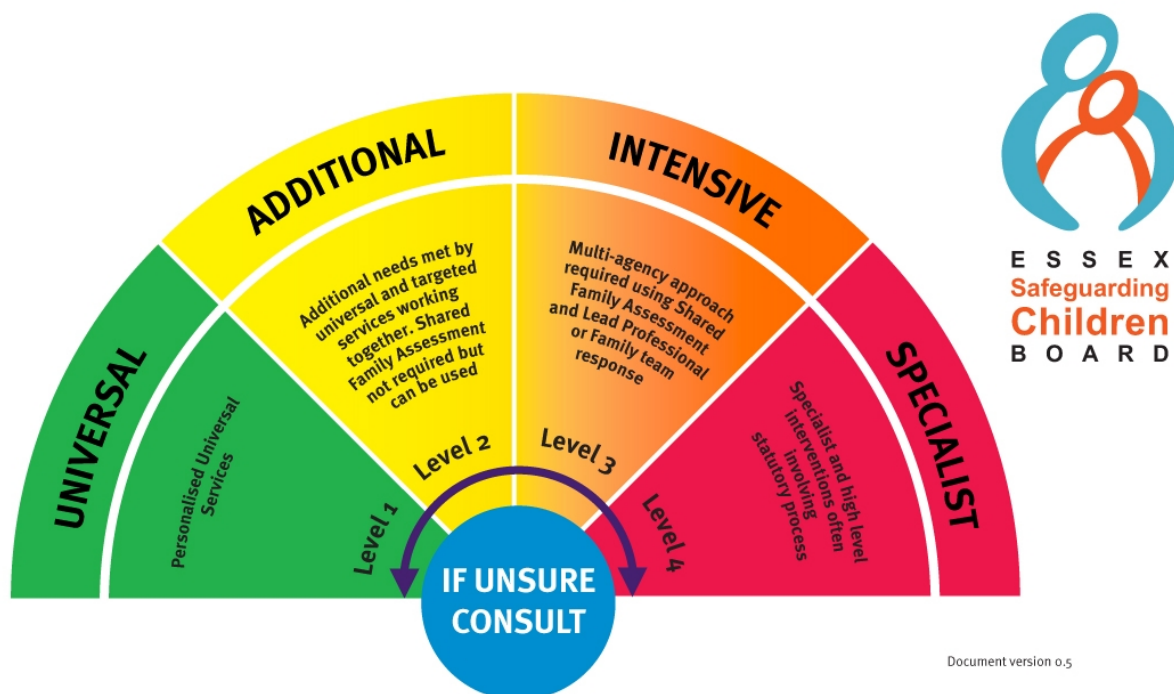 UNIVERSAL
Personalised Universal
Services
Level 1
ADDITIONAL
Additional needs met by
universal and targeted
services working
together. Shared
Family Assessment
not required but
can be used
Level 2
INTENSIVE
Multi-agency approach
required using Shared
Family Assessment
and Lead Professional
or Family team
response
Level 3
SPECIALIST
Specialist and high level
interventions often
involving
statutory process
Level 4
IF UNSURE
CONSULT
ESSEX
Safeguarding
Children
BOARD
Document version 0.5